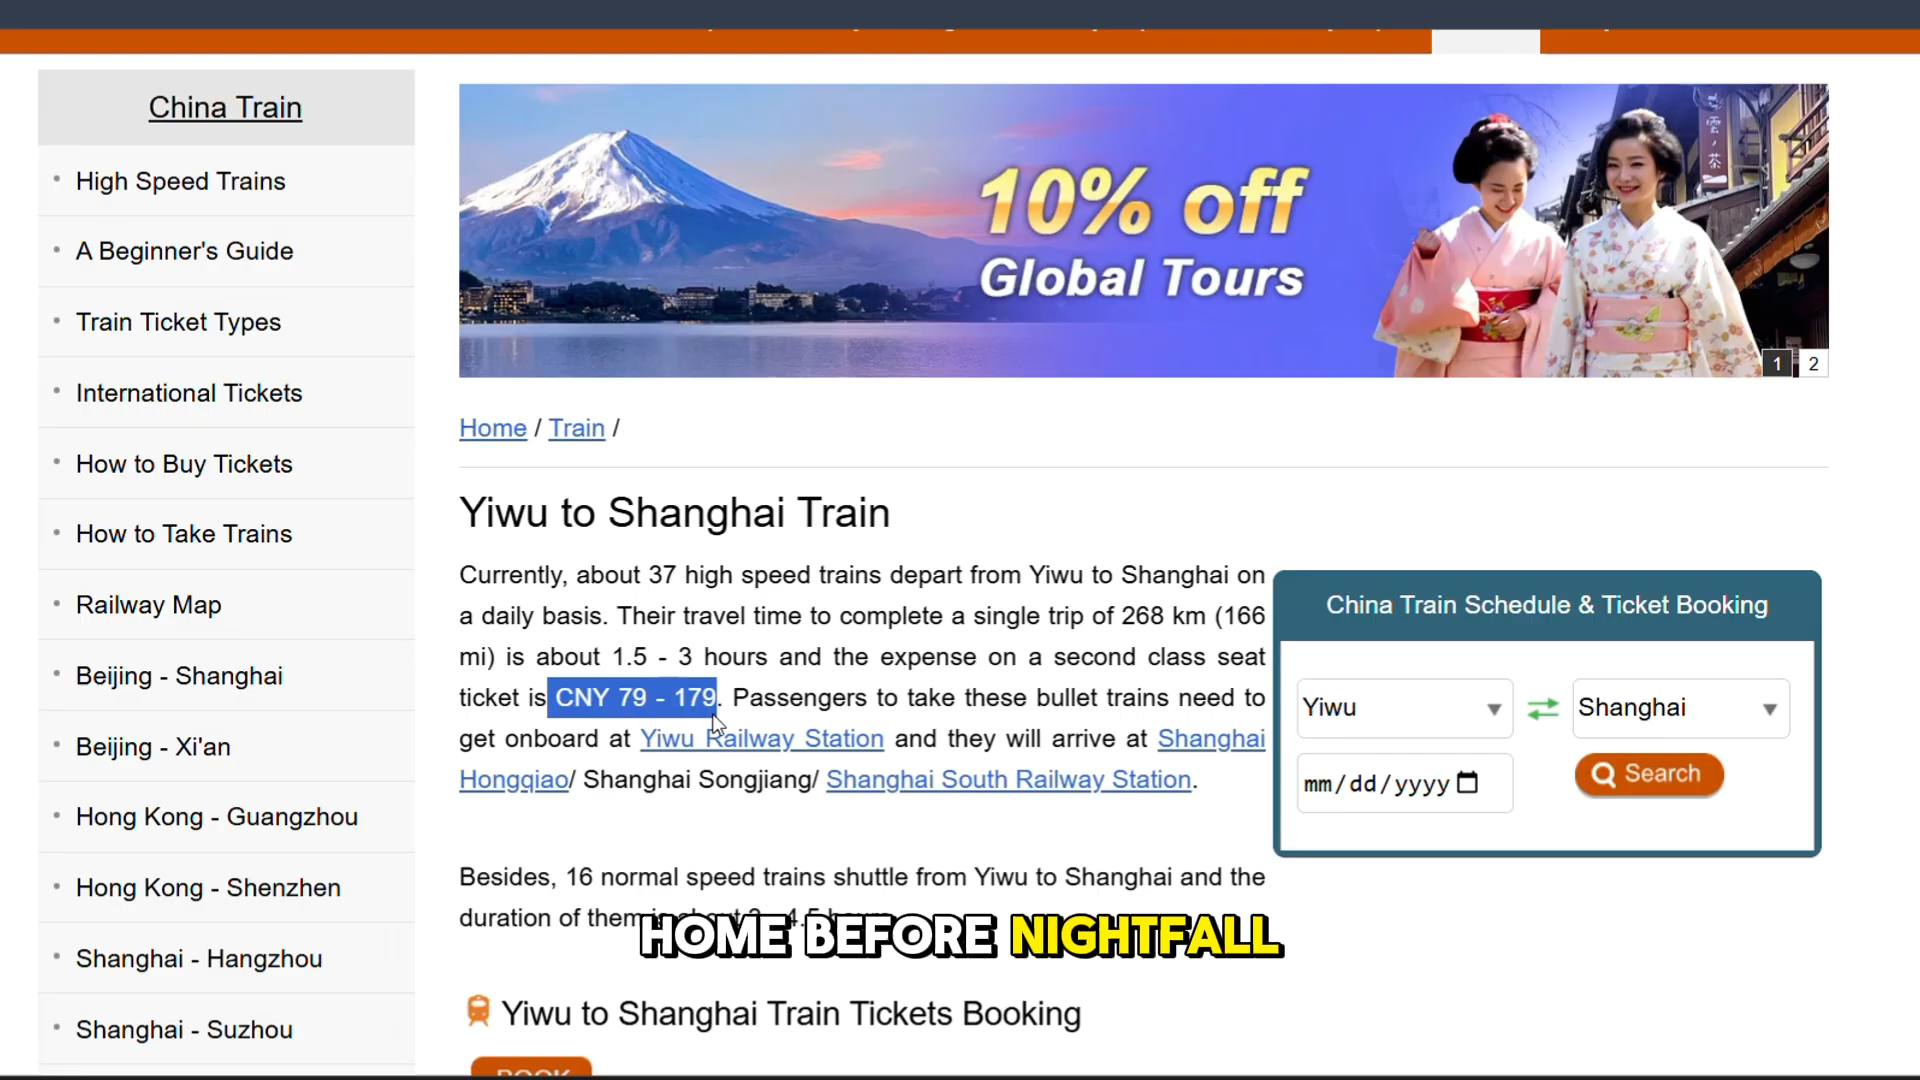 China Train
High Speed Trains
A Beginner's Guide
Train Ticket Types
International Tickets
How to Buy Tickets
How to Take Trains
Railway Map
Beijing - Shanghai
Beijing - Xi'an
Hong Kong - Guangzhou
Hong Kong - Shenzhen
Shanghai - Hangzhou
Shanghai - Suzhou
10% off
Global Tours
1 2
Home / Train /
Yiwu to Shanghai Train
Currently, about 37 high speed trains depart from Yiwu to Shanghai on
a daily basis. Their travel time to complete a single trip of 268 km (166
mi) is about 1.5 - 3 hours and the expense on a second class seat
ticket is CNY 79 - 179. Passengers to take these bullet trains need to
get onboard at Yiwu Railway Station and they will arrive at Shanghai
Hongqiao/ Shanghai Songjiang/ Shanghai South Railway Station.
China Train Schedule & Ticket Booking
Yiwu
Shanghai
mm/dd/yyyy
Search
Besides, 16 normal speed trains shuttle from Yiwu to Shanghai and the
duration of them
HOME BEFORE NIGHTFALL
Yiwu to Shanghai Train Tickets Booking
BOOK